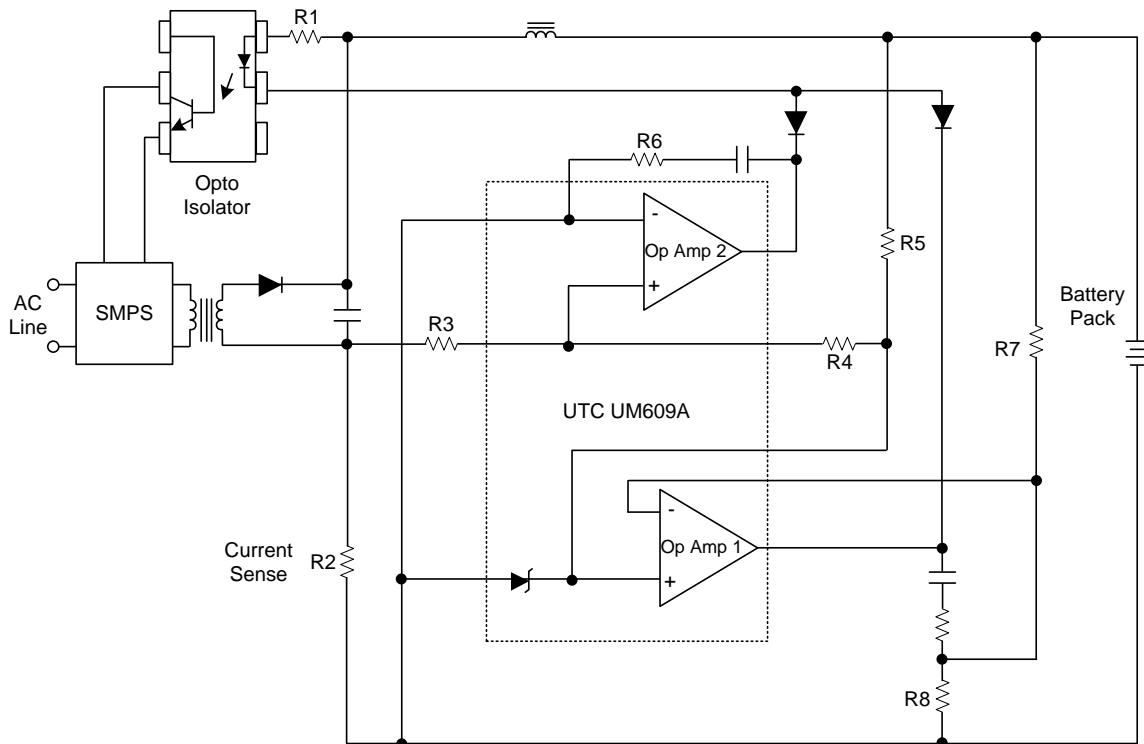 R1
R6
Opto
Isolator
-
Op Amp 2
+
R5
AC
Line
SMPS
Battery
Pack
R3
R4
R7
UTC UM609A
-
Op Amp 1
+
Current
Sense
R2
R8